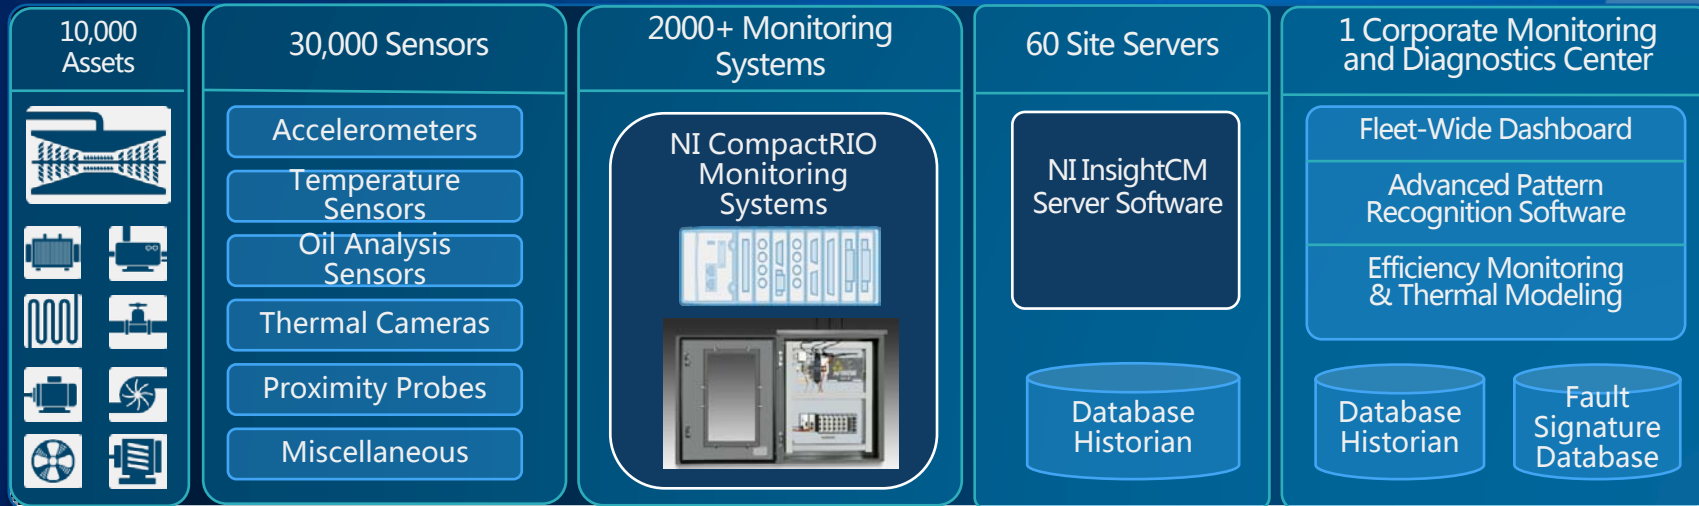 10,000
Assets
30,000 Sensors
Accelerometers
Temperature
Sensors
Oil Analysis
Sensors
Thermal Cameras
Proximity Probes
Miscellaneous
2000+ Monitoring
Systems
NI CompactRIO
Monitoring
Systems
60 Site Servers
NI InsightCM
Server Software
Database
Historian
1 Corporate Monitoring
and Diagnostics Center
Fleet-Wide Dashboard
Advanced Pattern
Recognition Software
Efficiency Monitoring
& Thermal Modeling
Database
Historian
Fault
Signature
Database